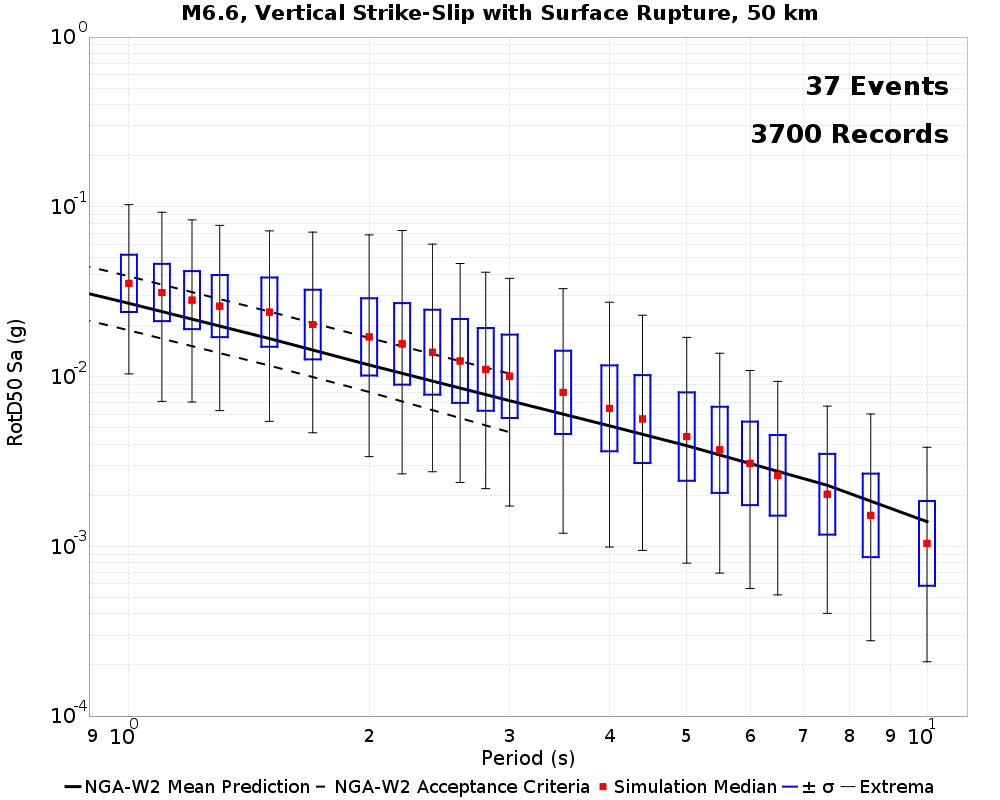 M6.6, Vertical Strike-Slip with Surface Rupture, 50 km
37 Events
3700 Records
RotD50 Sa (g)
10^0
10^-1
10^-2
10^-3
10^-4
9 10^0 2 3 4 5 6 7 8 9 10^1
Period (s)
NGA-W2 Mean Prediction NGA-W2 Acceptance Criteria Simulation Median ± σ Extrema